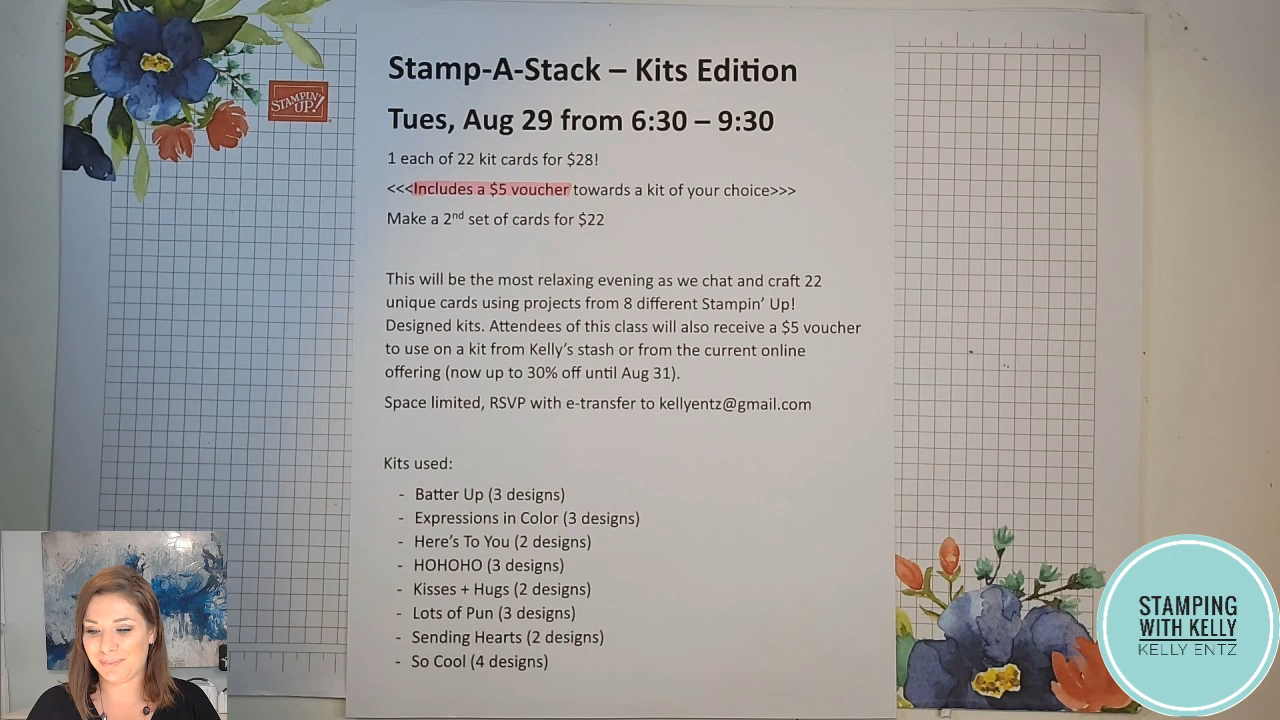 STAMPIN' UP!
Stamp-A-Stack – Kits Edition
Tues, Aug 29 from 6:30 – 9:30
1 each of 22 kit cards for $28!
<<<Includes a $5 voucher towards a kit of your choice>>>
Make a 2nd set of cards for $22
This will be the most relaxing evening as we chat and craft 22
unique cards using projects from 8 different Stampin' Up!
Designed kits. Attendees of this class will also receive a $5 voucher
to use on a kit from Kelly's stash or from the current online
offering (now up to 30% off until Aug 31).
Space limited, RSVP with e-transfer to kellyentz@gmail.com
Kits used:
- Batter Up (3 designs)
- Expressions in Color (3 designs)
- Here's To You (2 designs)
- HOHOHO (3 designs)
- Kisses + Hugs (2 designs)
- Lots of Pun (3 designs)
- Sending Hearts (2 designs)
- So Cool (4 designs)
STAMPING
WITH KELLY
KELLY ENTZ